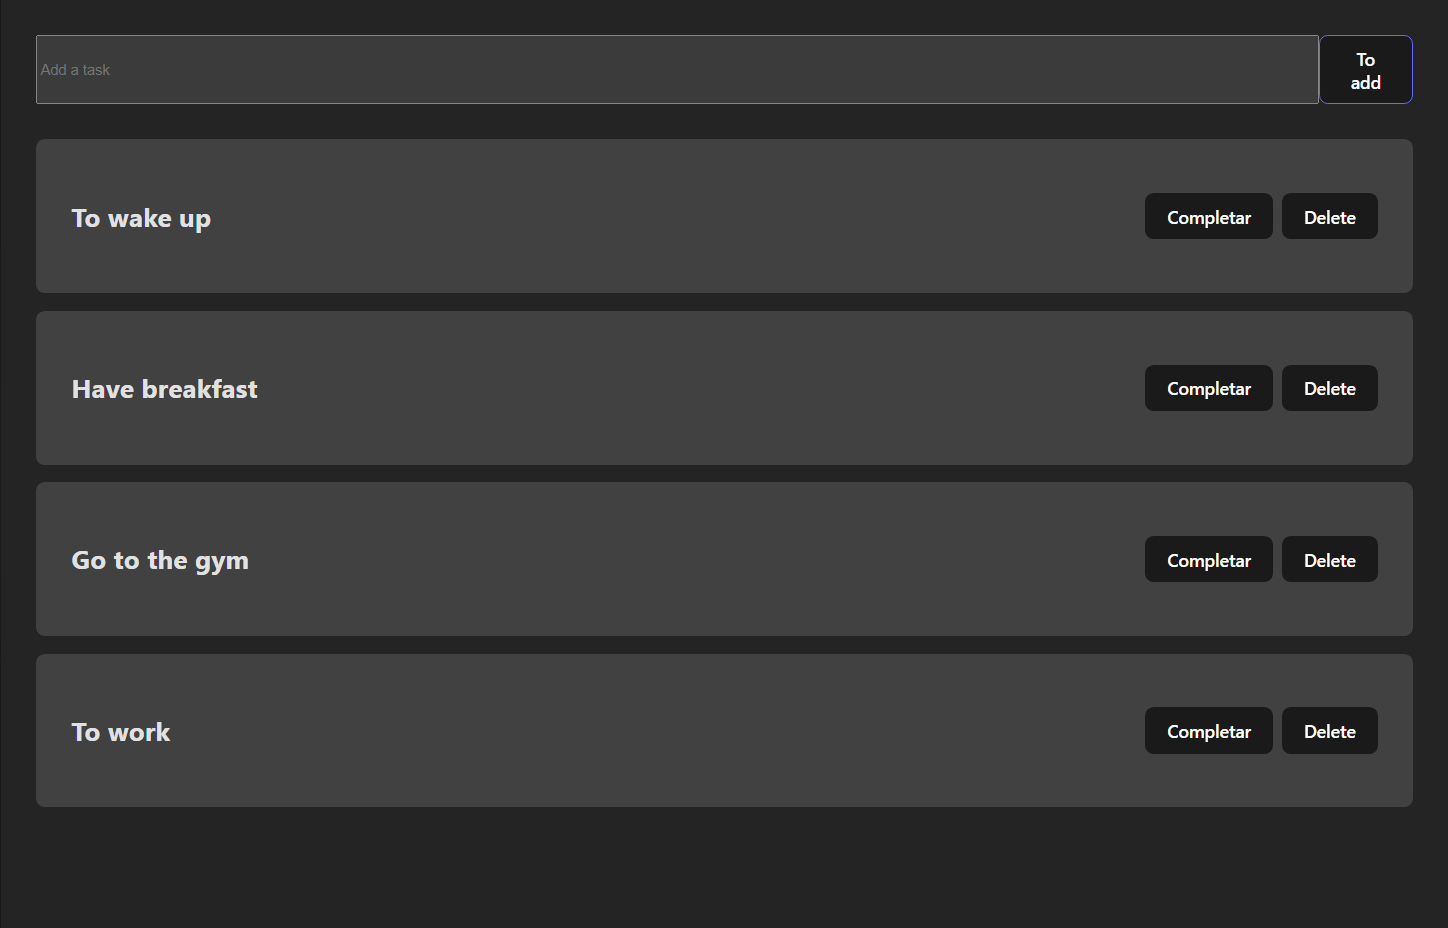 Add a task
To
add
To wake up
Completar
Delete
Have breakfast
Completar
Delete
Go to the gym
Completar
Delete
To work
Completar
Delete